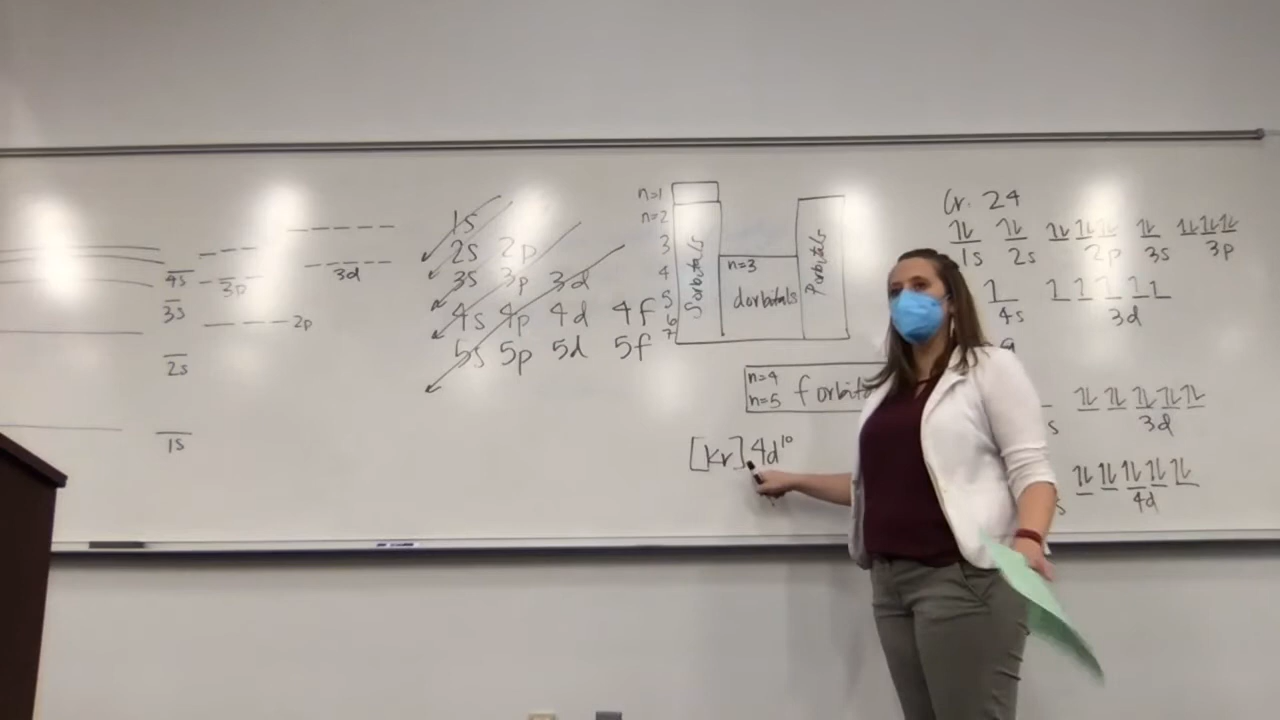 4s
3p
3d
3s
2p
2s
1s
1s
2s 2p
3s 3p 3d
4s 4p 4d 4f
5s 5p 5d 5f
n=1
n=2
3
4
5
6
7
s orbitals
n=3
d orbitals
p orbitals
n=4
n=5
f orbita
[Kr] 4d¹⁰
Cr: 24
1s 2s 2p 3s 3p
4s 3d
s 3d
s 4d